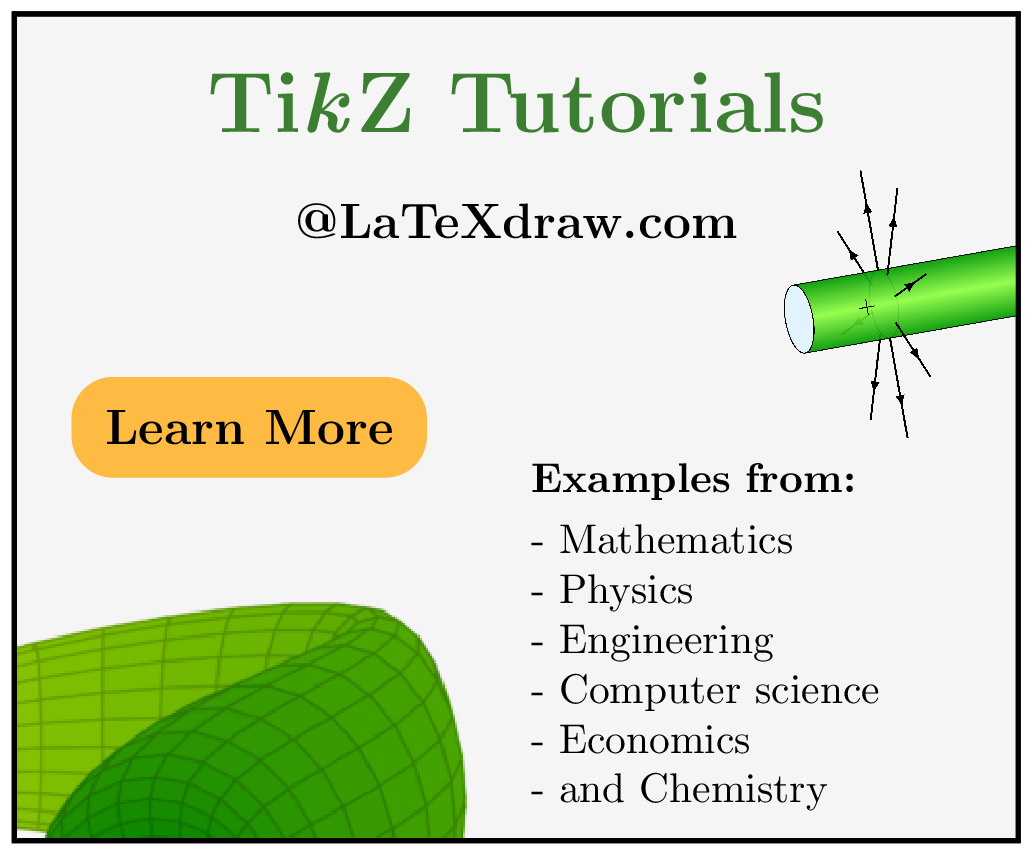 TikZ Tutorials
@LaTeXdraw.com
Learn More
Examples from:
- Mathematics
- Physics
- Engineering
- Computer science
- Economics
- and Chemistry